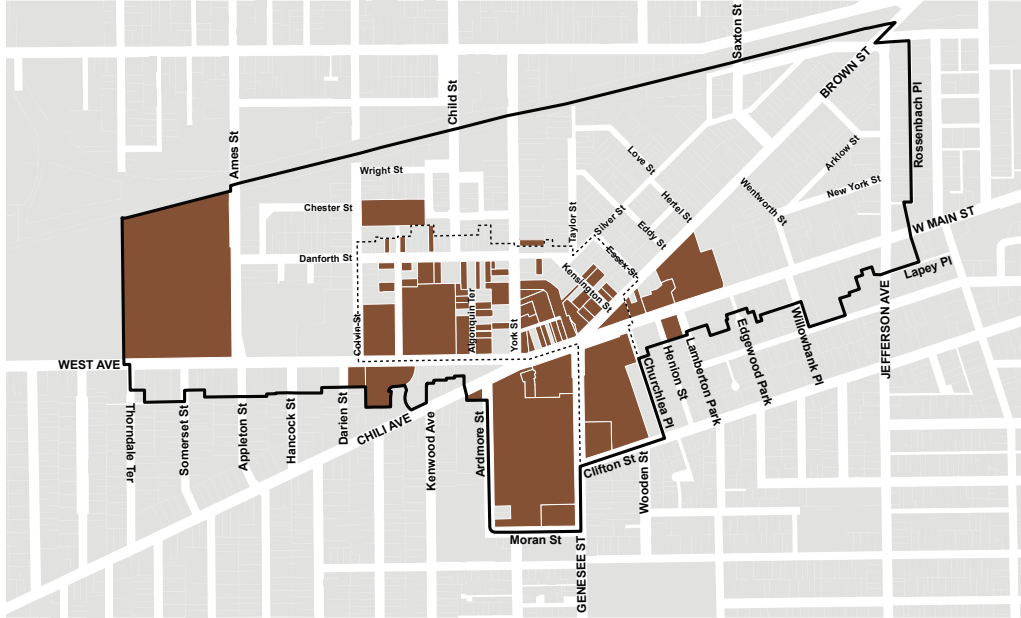 Saxton St
BROWN ST
Child St
Rossenbach Pl
Ames St
Love St
Arklow St
Wright St
Wentworth St
New York St
Hertel St
Chester St
Taylor St
Silver St
Eddy St
W MAIN ST
Danforth St
Essex St
Kensington St
Lapey Pl
Colvin St
Algonquin Ter
York St
JEFFERSON AVE
Willowbank Pl
Edgewood Park
Lamberton Park
Henion St
Churchlea Pl
WEST AVE
Thorndale Ter
Somerset St
Appleton St
Hancock St
Darien St
CHILI AVE
Kenwood Ave
Ardmore St
Clifton St
Wooden St
Moran St
GENESEE ST